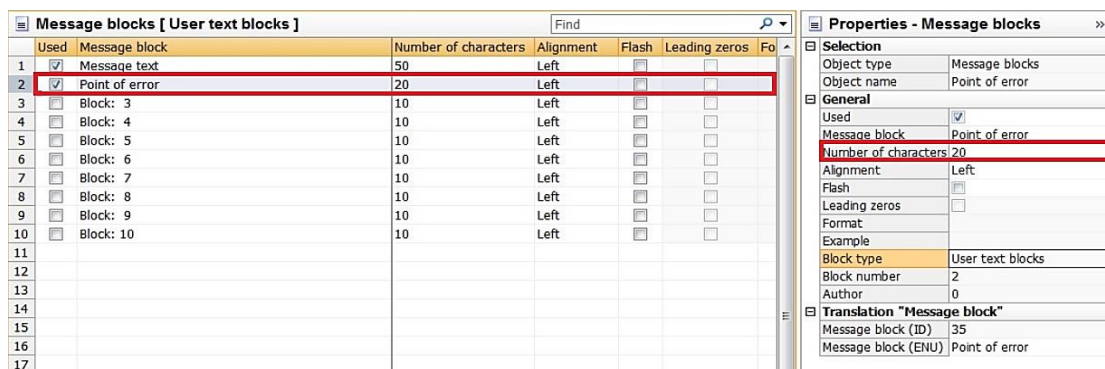 Message blocks [ User text blocks ]
Find
Used Message block Number of characters Alignment Flash Leading zeros Fo
1 Message text 50 Left
2 Point of error 20 Left
3 Block: 3 10 Left
4 Block: 4 10 Left
5 Block: 5 10 Left
6 Block: 6 10 Left
7 Block: 7 10 Left
8 Block: 8 10 Left
9 Block: 9 10 Left
10 Block: 10 10 Left
11
12
13
14
15
16
17
Properties - Message blocks »
Selection
Object type Message blocks
Object name Point of error
General
Used
Message block Point of error
Number of characters 20
Alignment Left
Flash
Leading zeros
Format
Example
Block type User text blocks
Block number 2
Author 0
Translation "Message block"
Message block (ID) 35
Message block (ENU) Point of error